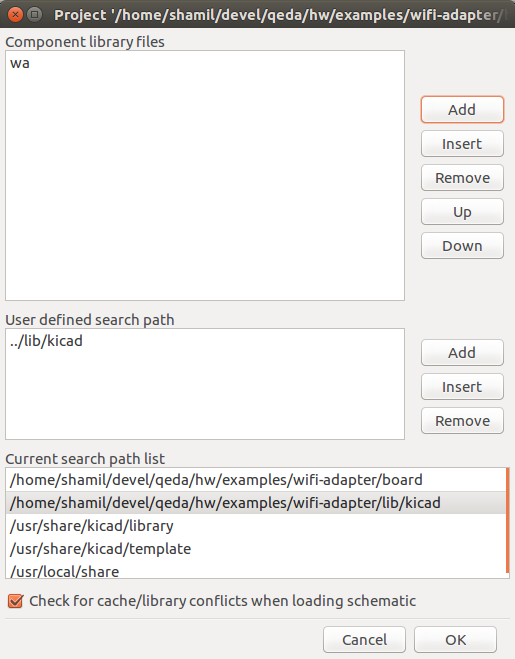 Project '/home/shamil/devel/qeda/hw/examples/wifi-adapter/
Component library files
wa
Add
Insert
Remove
Up
Down
User defined search path
../lib/kicad
Add
Insert
Remove
Current search path list
/home/shamil/devel/qeda/hw/examples/wifi-adapter/board
/home/shamil/devel/qeda/hw/examples/wifi-adapter/lib/kicad
/usr/share/kicad/library
/usr/share/kicad/template
/usr/local/share
Check for cache/library conflicts when loading schematic
Cancel
OK